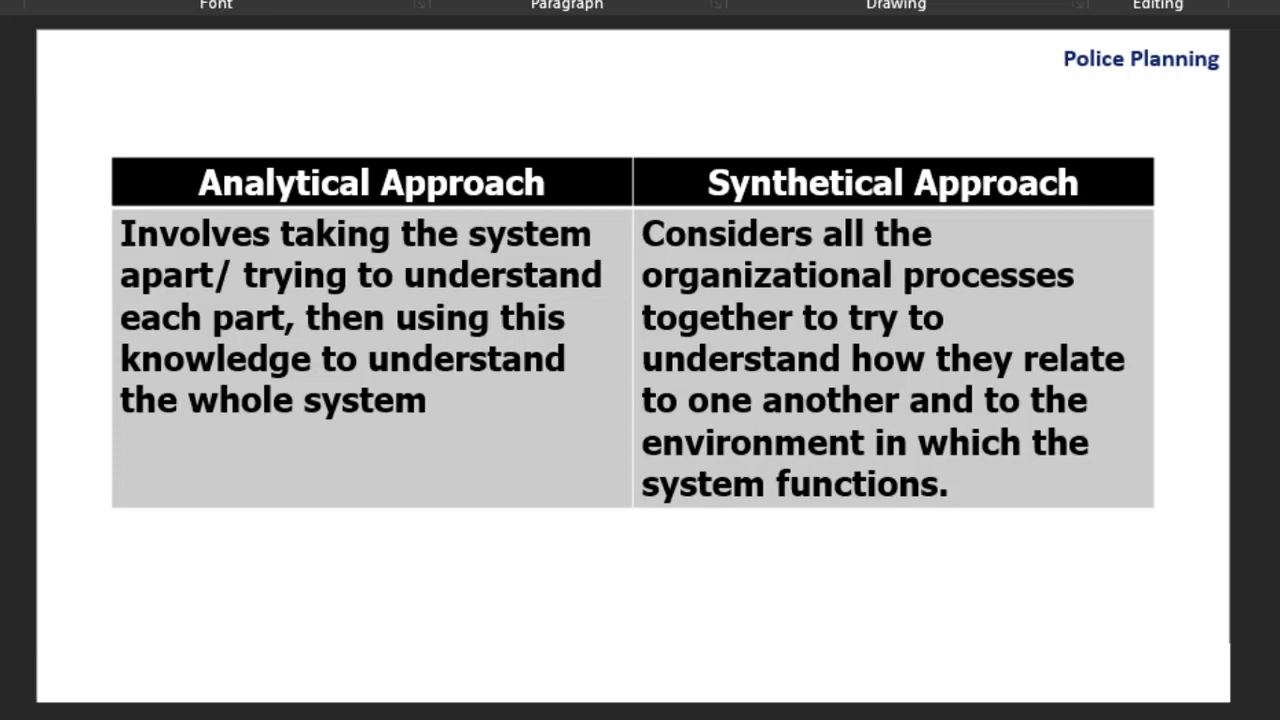 Font Paragraph Drawing Editing
Police Planning
Analytical Approach
Synthetical Approach
Involves taking the system
apart/ trying to understand
each part, then using this
knowledge to understand
the whole system
Considers all the
organizational processes
together to try to
understand how they relate
to one another and to the
environment in which the
system functions.